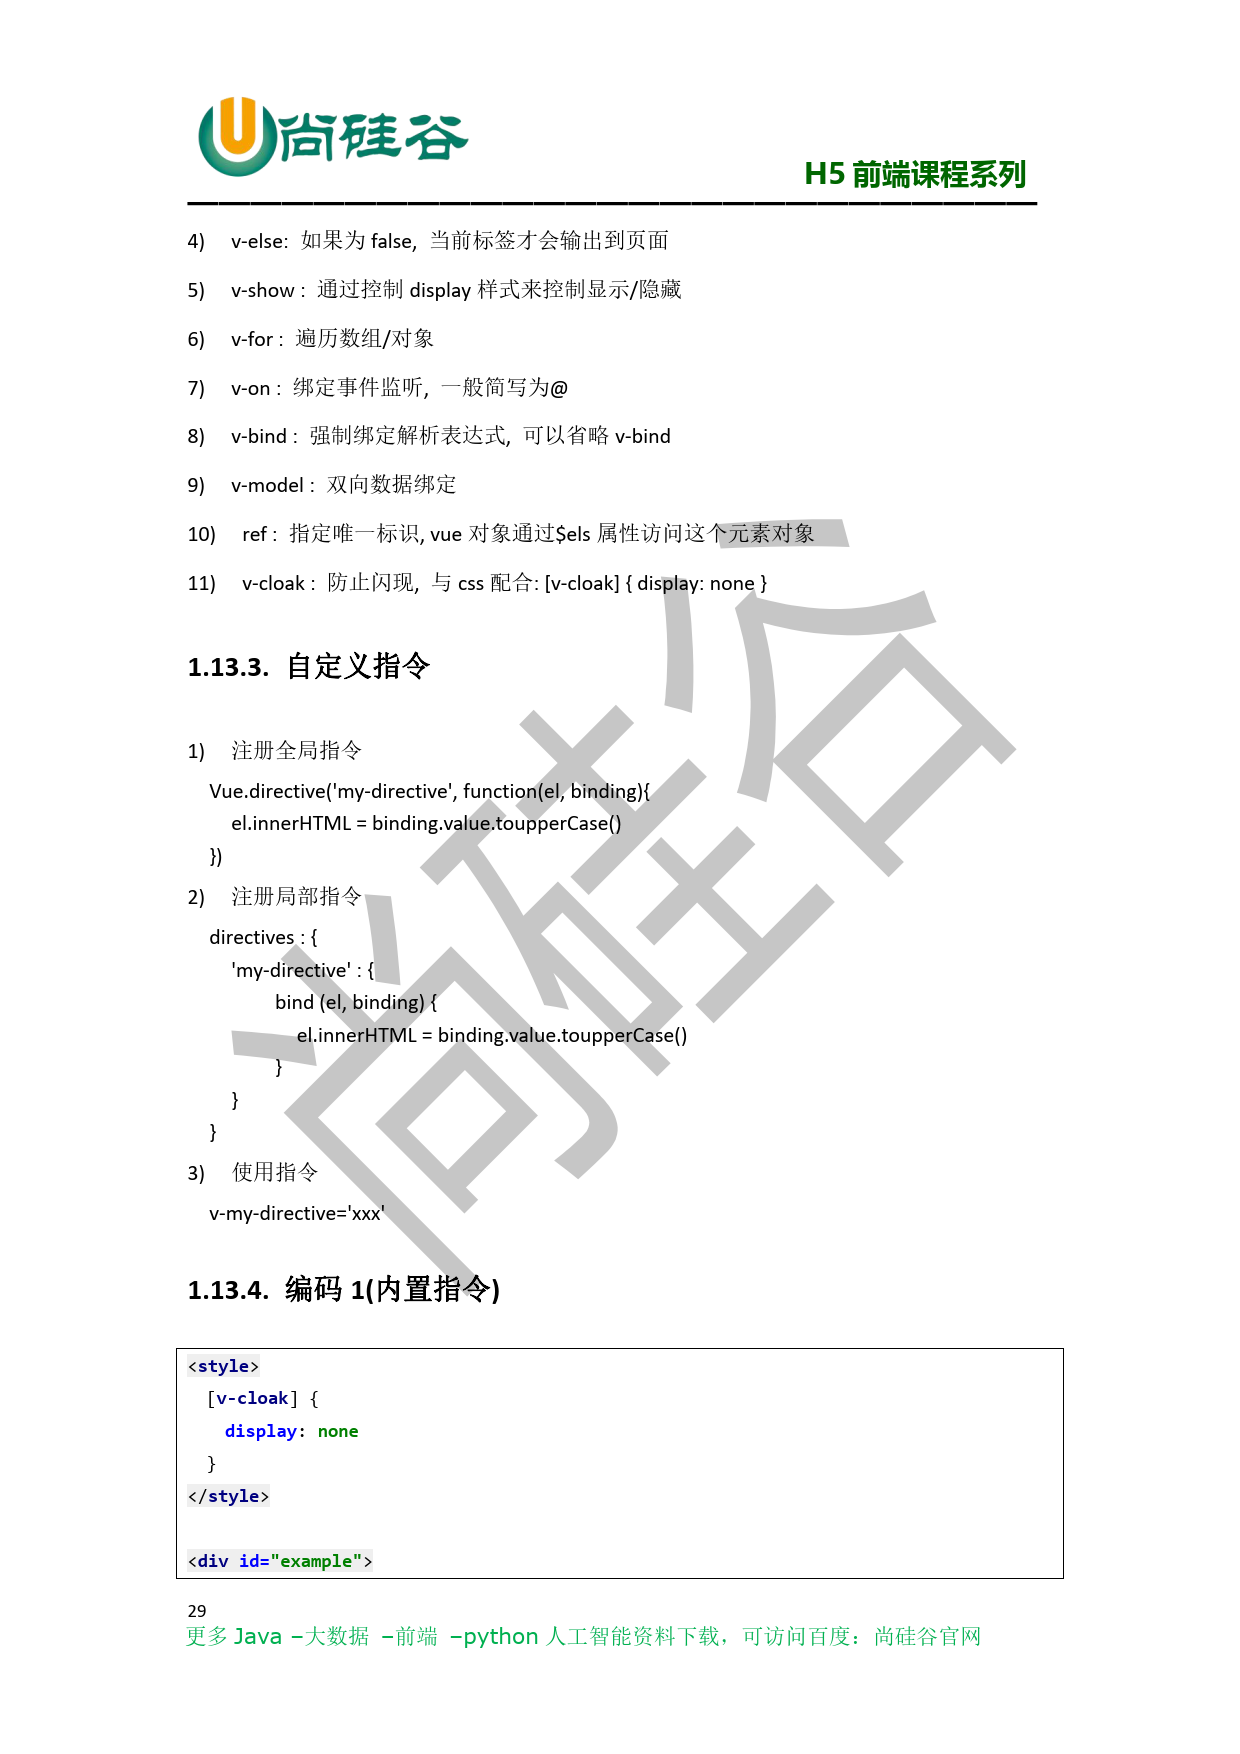 尚硅谷
H5 前端课程系列
4) v-else: 如果为 false, 当前标签才会输出到页面
5) v-show : 通过控制 display 样式来控制显示/隐藏
6) v-for : 遍历数组/对象
7) v-on : 绑定事件监听, 一般简写为@
8) v-bind : 强制绑定解析表达式, 可以省略 v-bind
9) v-model : 双向数据绑定
10) ref : 指定唯一标识, vue 对象通过$els 属性访问这个元素对象
11) v-cloak : 防止闪现, 与 css 配合: [v-cloak] { display: none }
1.13.3. 自定义指令
1) 注册全局指令
Vue.directive('my-directive', function(el, binding){
el.innerHTML = binding.value.toupperCase()
})
2) 注册局部指令
directives : {
'my-directive' : {
bind (el, binding) {
el.innerHTML = binding.value.toupperCase()
}
}
}
3) 使用指令
v-my-directive='xxx'
1.13.4. 编码 1(内置指令)
<style>
[v-cloak] {
display: none
}
</style>
<div id="example">
29
更多 Java –大数据 –前端 –python 人工智能资料下载，可访问百度：尚硅谷官网
尚硅谷